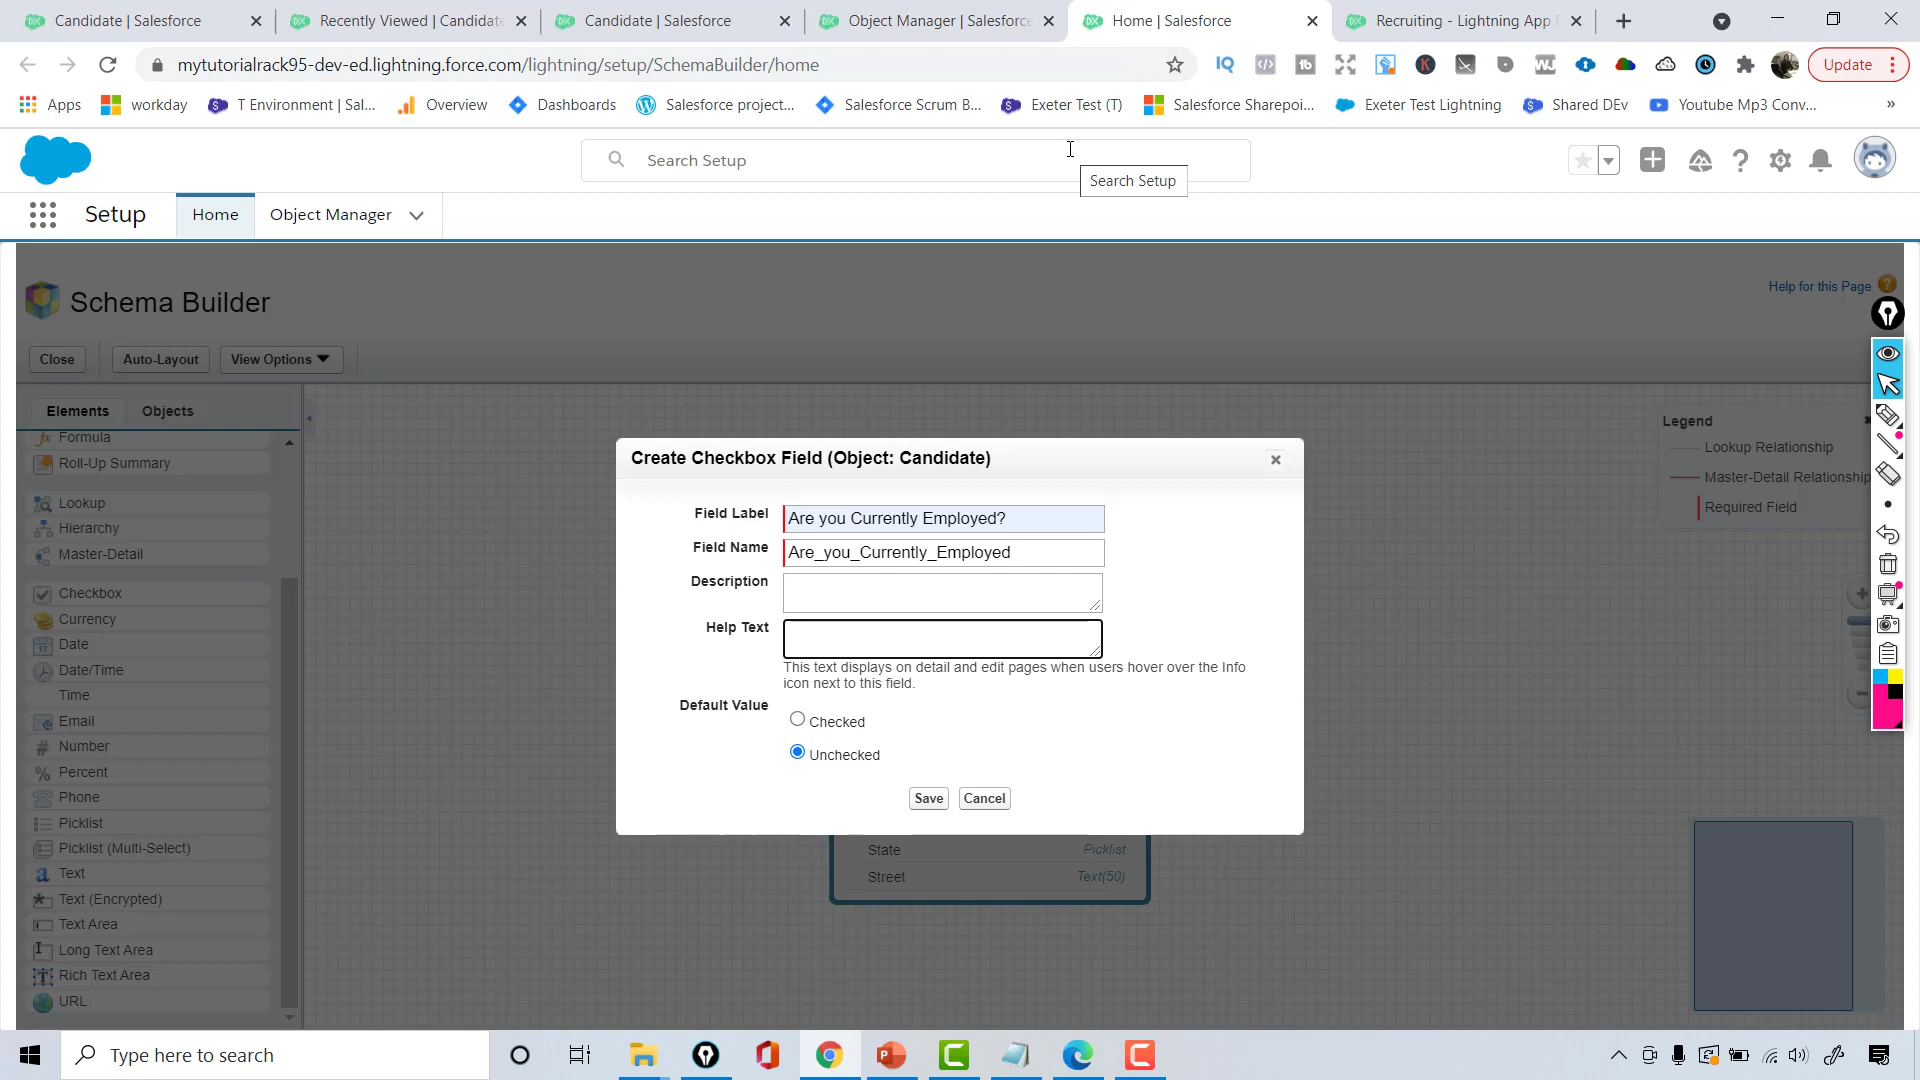 Candidate | Salesforce
Recently Viewed | Candidate
Candidate | Salesforce
Object Manager | Salesforce
Home | Salesforce
Recruiting - Lightning App
mytutorialrack95-dev-ed.lightning.force.com/lightning/setup/SchemaBuilder/home
Update
Apps
workday
T Environment | Sal...
Overview
Dashboards
Salesforce project...
Salesforce Scrum B...
Exeter Test (T)
Salesforce Sharepoi...
Exeter Test Lightning
Shared DEv
Youtube Mp3 Conv...
Search Setup
Search Setup
Setup
Home
Object Manager
Schema Builder
Help for this Page
Close
Auto-Layout
View Options
Elements
Objects
Formula
Roll-Up Summary
Lookup
Hierarchy
Master-Detail
Checkbox
Currency
Date
Date/Time
Time
Email
Number
Percent
Phone
Picklist
Picklist (Multi-Select)
Text
Text (Encrypted)
Text Area
Long Text Area
Rich Text Area
URL
Legend
Lookup Relationship
Master-Detail Relationship
Required Field
Create Checkbox Field (Object: Candidate)
Field Label
Are you Currently Employed?
Field Name
Are_you_Currently_Employed
Description
Help Text
This text displays on detail and edit pages when users hover over the Info
icon next to this field.
Default Value
Checked
Unchecked
Save
Cancel
State
Picklist
Street
Text(50)
Type here to search